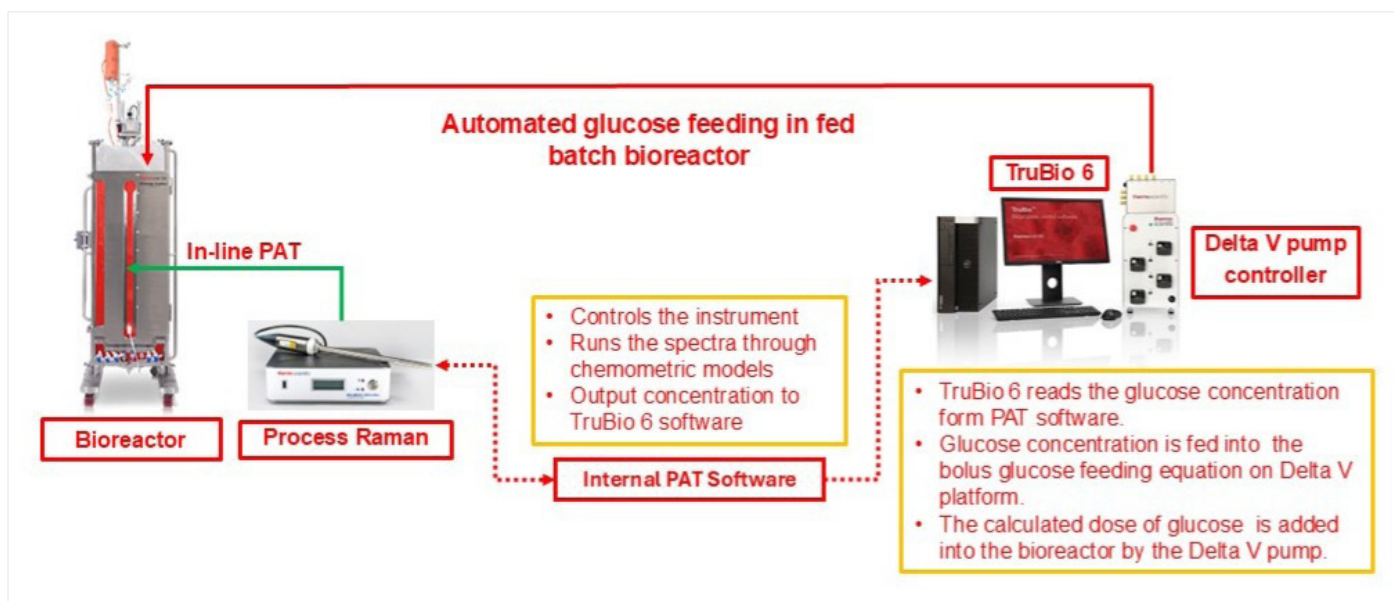 Automated glucose feeding in fed
batch bioreactor
TruBio 6
Delta V pump
controller
In-line PAT
• Controls the instrument
• Runs the spectra through
chemometric models
• Output concentration to
TruBio 6 software
Bioreactor
Process Raman
Internal PAT Software
• TruBio 6 reads the glucose concentration
form PAT software.
• Glucose concentration is fed into the
bolus glucose feeding equation on Delta V
platform.
• The calculated dose of glucose is added
into the bioreactor by the Delta V pump.